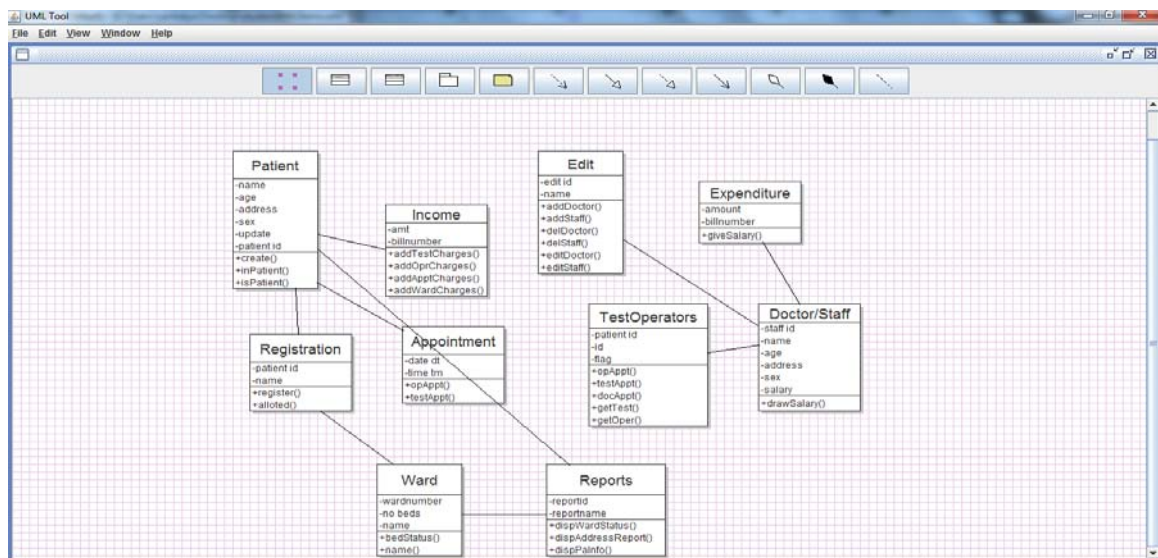 UML Tool
File Edit View Window Help
Patient
-name
-age
-address
-sex
-update
-patient id
+create()
+inPatient()
+isPatient()
Income
-amt
-billnumber
+addTestCharges()
+addOprCharges()
+addApptCharges()
+addWardCharges()
Edit
-edit id
-name
+addDoctor()
+addStaff()
+delDoctor()
+delStaff()
+editDoctor()
+editStaff()
Expenditure
-amount
-billnumber
+giveSalary()
Registration
-patient id
-name
+register()
+alloted()
Appointment
-date dt
-time tm
+opAppt()
+testAppt()
TestOperators
-patient id
-id
-flag
+opAppt()
+testAppt()
+docAppt()
+getTest()
+getOper()
Doctor/Staff
-staff id
-name
-age
-address
-sex
-salary
+drawSalary()
Ward
-wardnumber
-no beds
-name
+bedStatus()
+name()
Reports
-reportid
-reportname
+dispWardStatus()
+dispAddressReport()
+dispPaInfo()